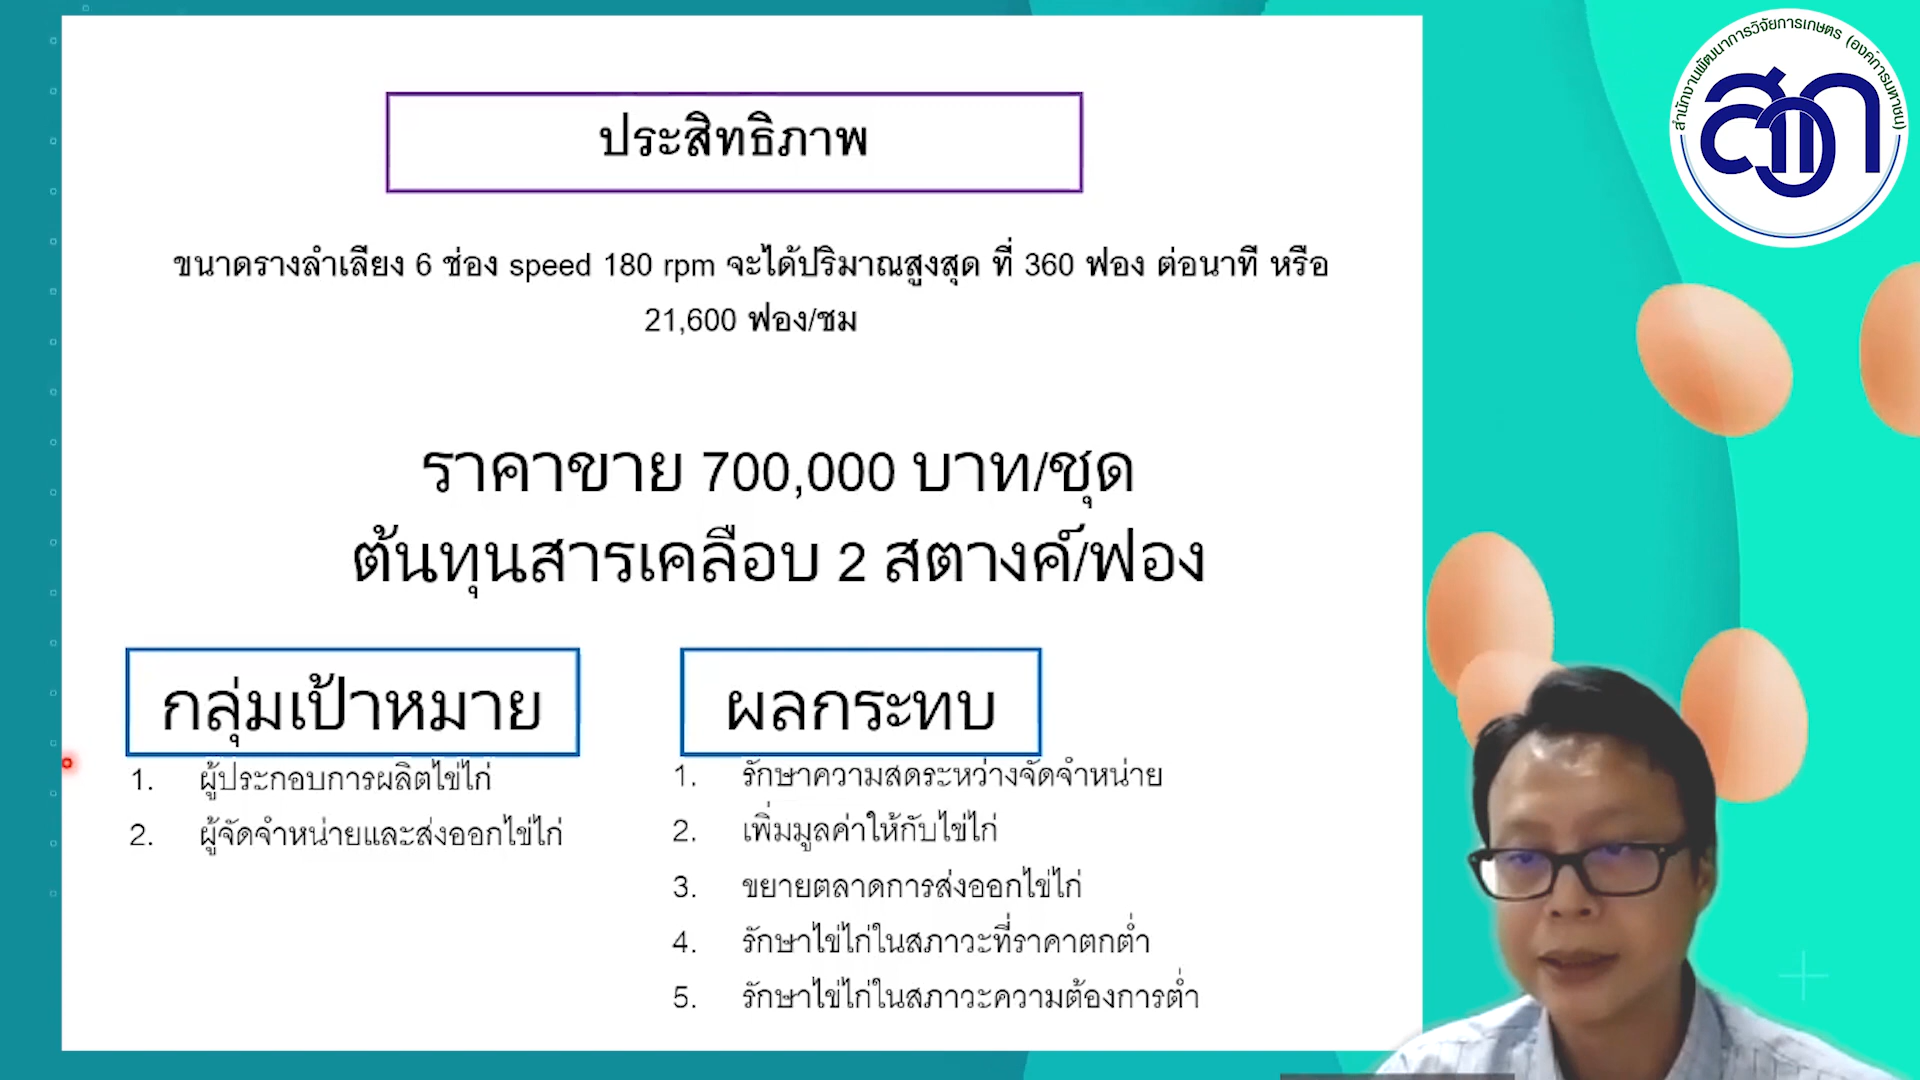 สำนักงานพัฒนาการวิจัยการเกษตร (องค์การมหาชน)
สวก
ประสิทธิภาพ
ขนาดรางลำเลียง 6 ช่อง speed 180 rpm จะได้ปริมาณสูงสุด ที่ 360 ฟอง ต่อนาที หรือ
21,600 ฟอง/ชม
ราคาขาย 700,000 บาท/ชุด
ต้นทุนสารเคลือบ 2 สตางค์/ฟอง
กลุ่มเป้าหมาย
1. ผู้ประกอบการผลิตไข่ไก่
2. ผู้จัดจำหน่ายและส่งออกไข่ไก่
ผลกระทบ
1. รักษาความสดระหว่างจัดจำหน่าย
2. เพิ่มมูลค่าให้กับไข่ไก่
3. ขยายตลาดการส่งออกไข่ไก่
4. รักษาไข่ไก่ในสภาวะที่ราคาตกต่ำ
5. รักษาไข่ไก่ในสภาวะความต้องการต่ำ